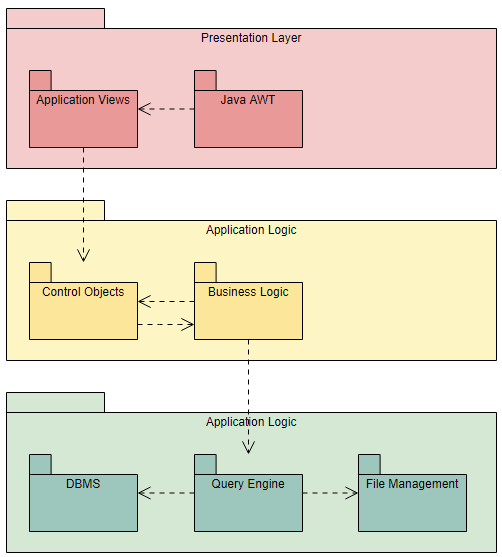 Presentation Layer
Application Views
Java AWT
Application Logic
Control Objects
Business Logic
Application Logic
DBMS
Query Engine
File Management